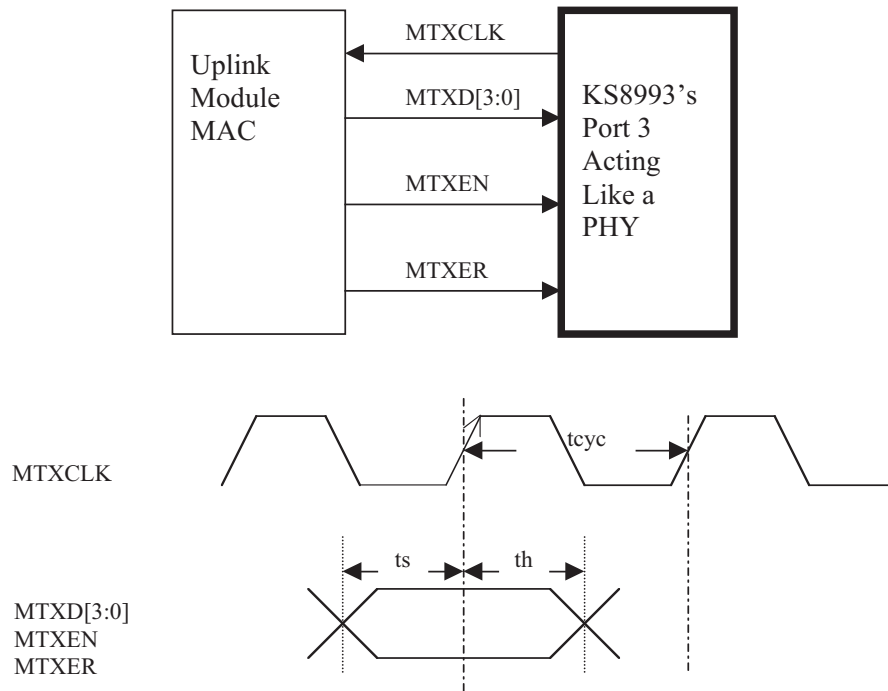 Uplink
Module
MAC
MTXCLK
MTXD[3:0]
MTXEN
MTXER
KS8993's
Port 3
Acting
Like a
PHY
MTXCLK
tcyc
ts
th
MTXD[3:0]
MTXEN
MTXER